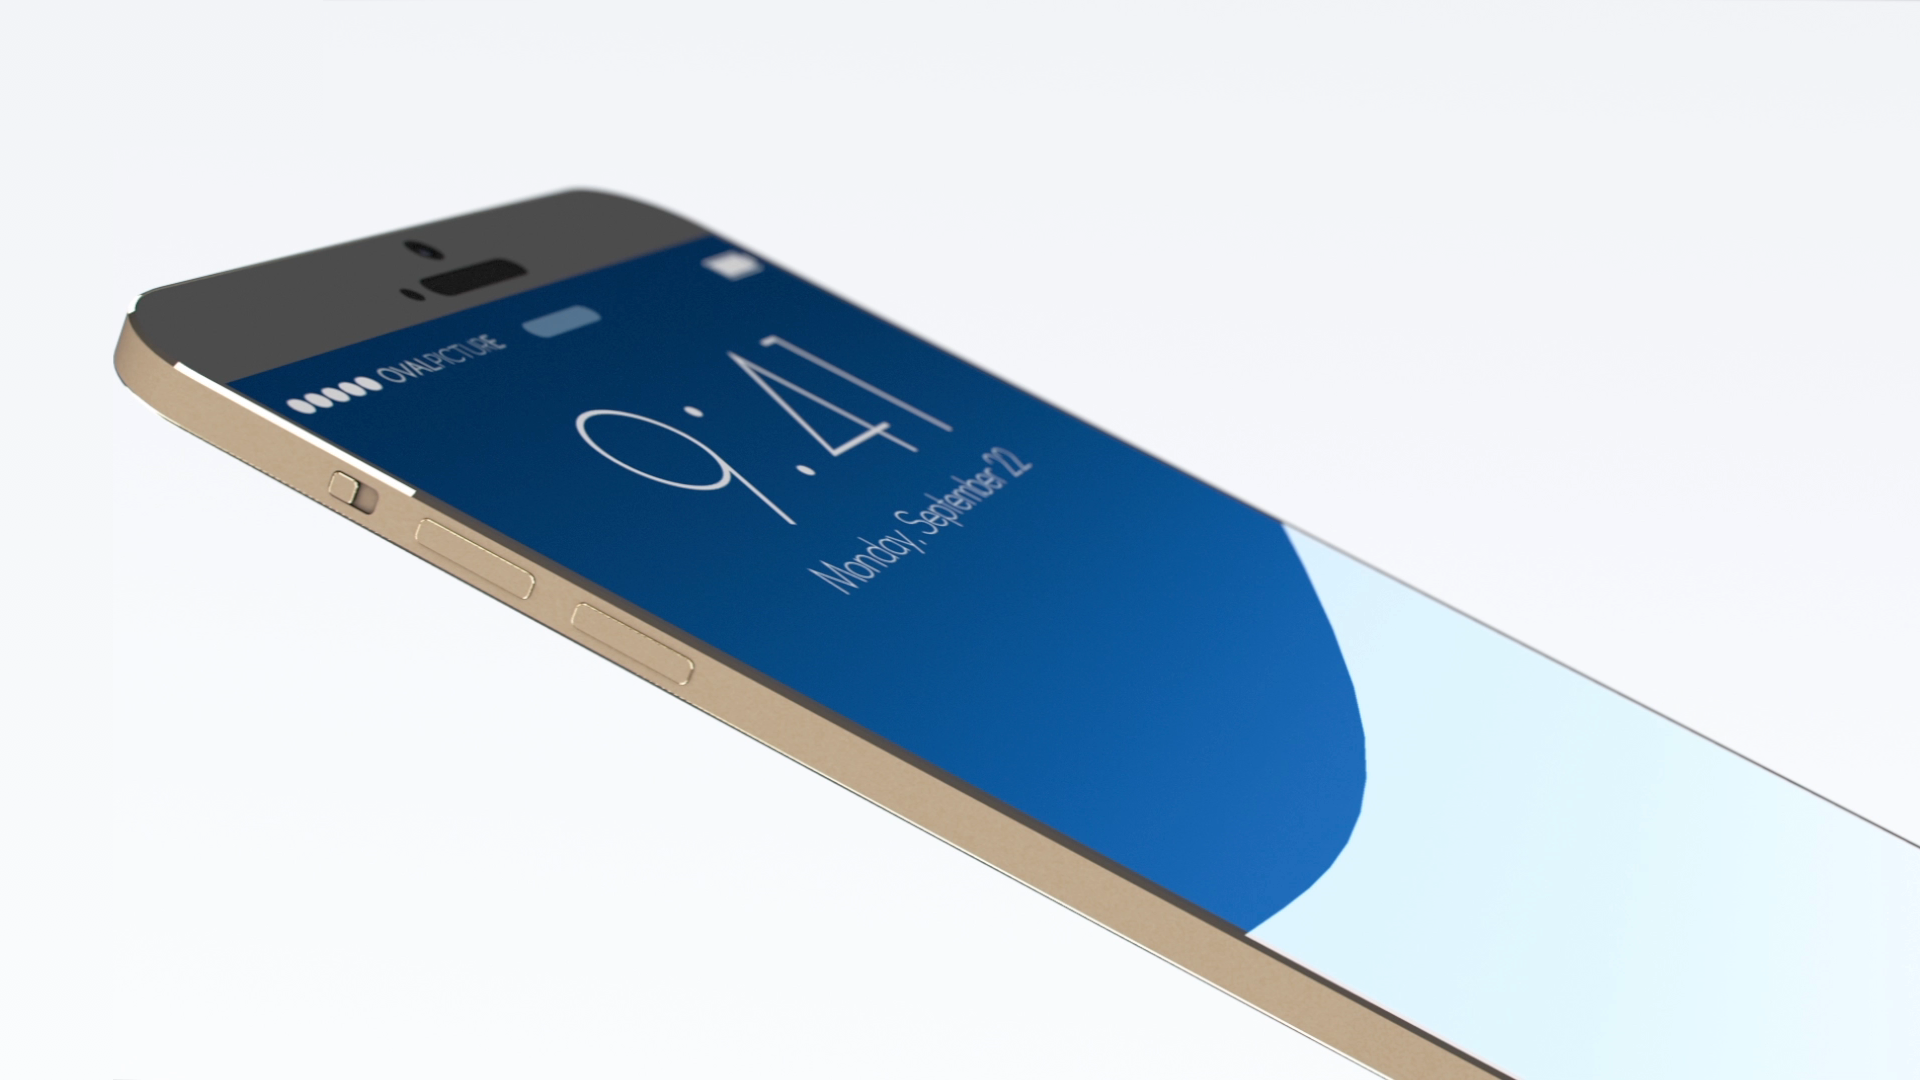 OVALPICTURE
9:41
Monday, September 22